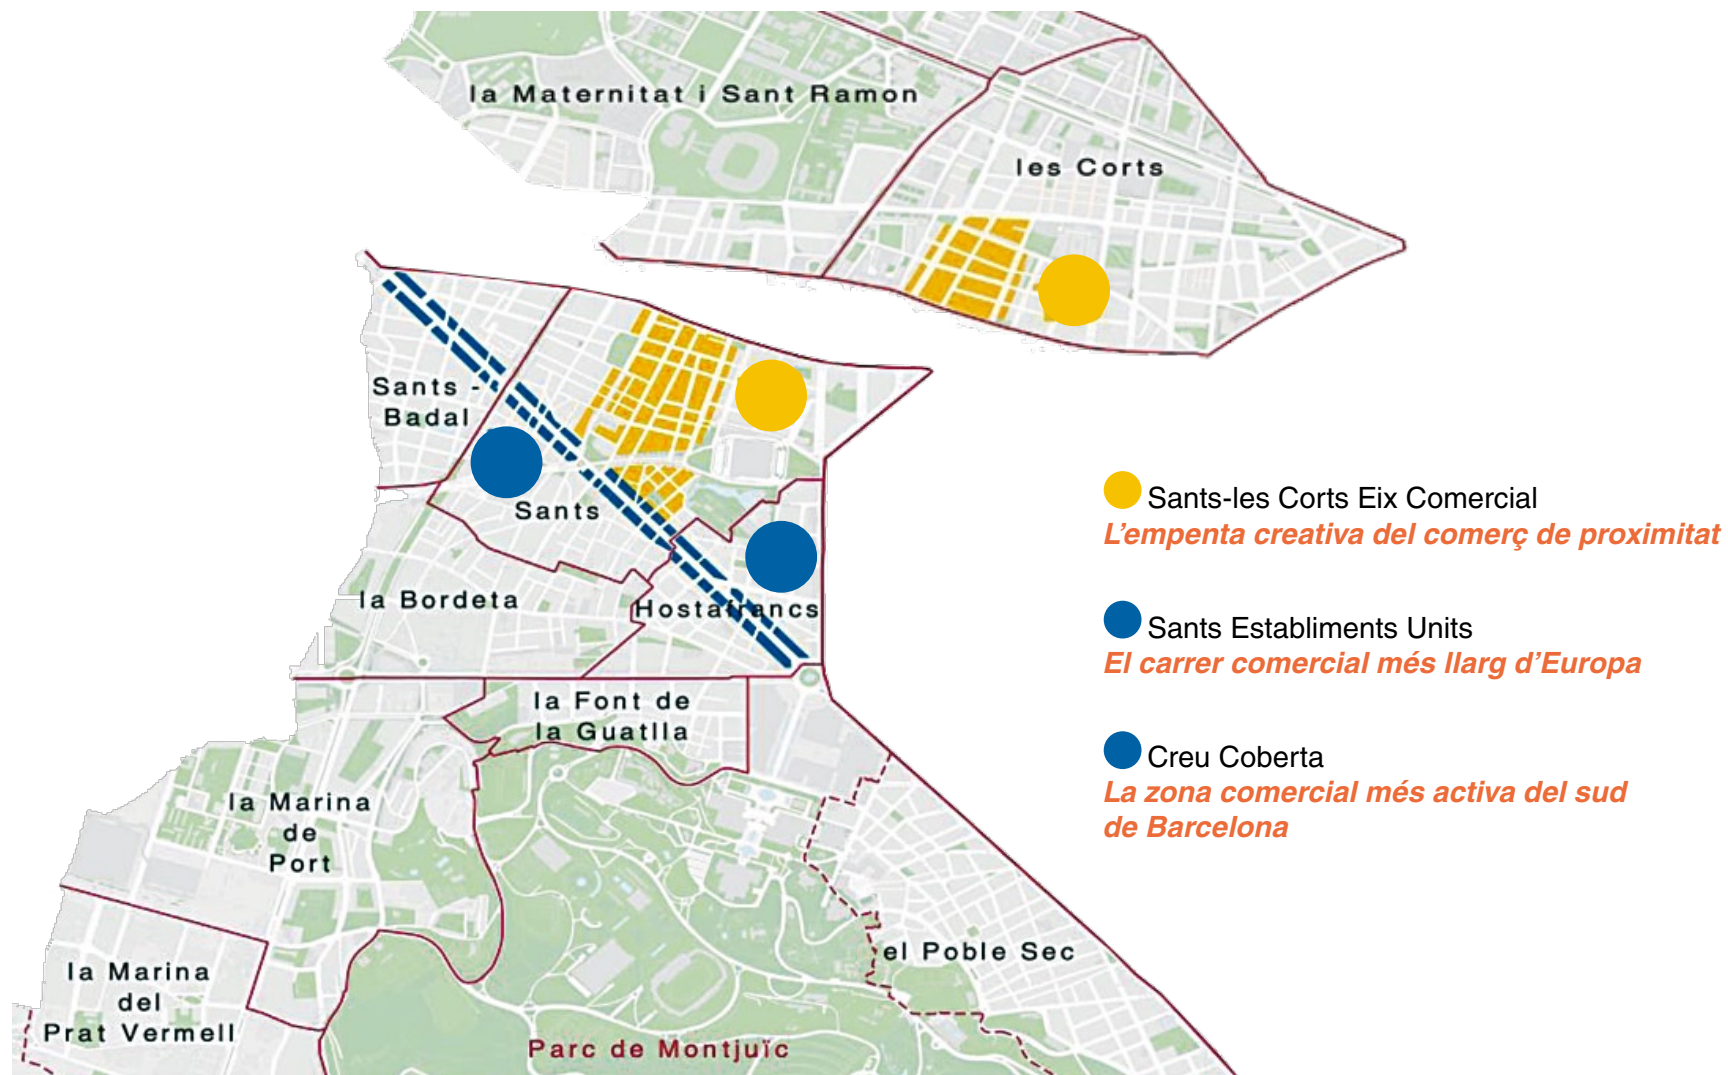 la Maternitat i Sant Ramon
les Corts
Sants -
Badal
Sants
la Bordeta
Hostafrancs
la Font de
la Guatlla
la Marina
de
Port
la Marina
del
Prat Vermell
el Poble Sec
Parc de Montjuïc
Sants-les Corts Eix Comercial
L’empenta creativa del comerç de proximitat
Sants Establiments Units
El carrer comercial més llarg d’Europa
Creu Coberta
La zona comercial més activa del sud
de Barcelona